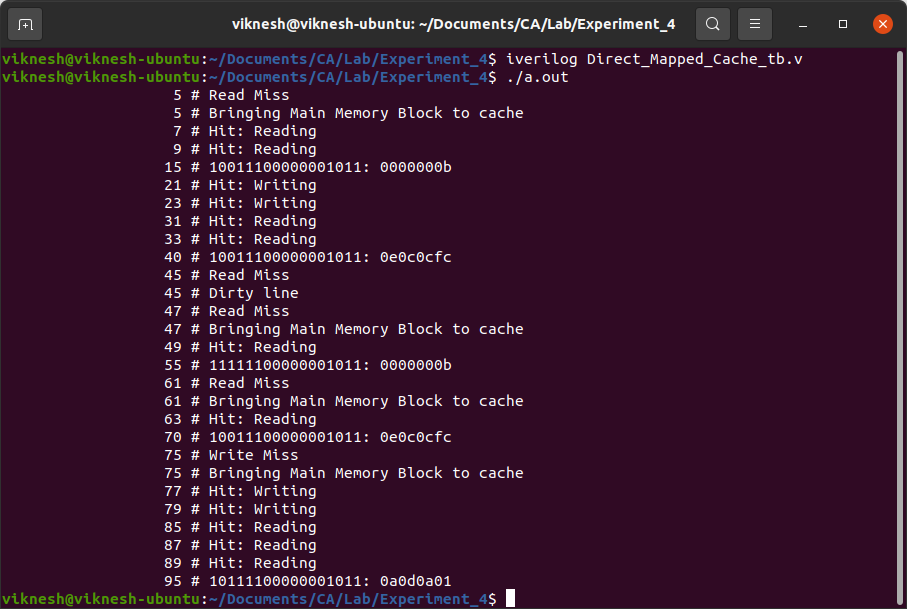 viknesh@viknesh-ubuntu: ~/Documents/CA/Lab/Experiment_4
viknesh@viknesh-ubuntu:~/Documents/CA/Lab/Experiment_4$ iverilog Direct_Mapped_Cache_tb.v
viknesh@viknesh-ubuntu:~/Documents/CA/Lab/Experiment_4$ ./a.out
5 # Read Miss
5 # Bringing Main Memory Block to cache
7 # Hit: Reading
9 # Hit: Reading
15 # 10011100000001011: 0000000b
21 # Hit: Writing
23 # Hit: Writing
31 # Hit: Reading
33 # Hit: Reading
40 # 10011100000001011: 0e0c0cfc
45 # Read Miss
45 # Dirty line
47 # Read Miss
47 # Bringing Main Memory Block to cache
49 # Hit: Reading
55 # 11111100000001011: 0000000b
61 # Read Miss
61 # Bringing Main Memory Block to cache
63 # Hit: Reading
70 # 10011100000001011: 0e0c0cfc
75 # Write Miss
75 # Bringing Main Memory Block to cache
77 # Hit: Writing
79 # Hit: Writing
85 # Hit: Reading
87 # Hit: Reading
89 # Hit: Reading
95 # 10111100000001011: 0a0d0a01
viknesh@viknesh-ubuntu:~/Documents/CA/Lab/Experiment_4$